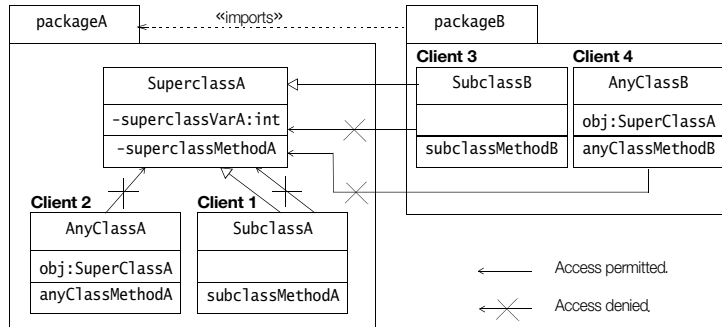 packageA
«imports»
packageB
SuperclassA
-superclassVarA:int
-superclassMethodA
Client 3
SubclassB
subclassMethodB
Client 4
AnyClassB
obj:SuperClassA
anyClassMethodB
Client 2
AnyClassA
obj:SuperClassA
anyClassMethodA
Client 1
SubclassA
subclassMethodA
Access permitted.
Access denied.